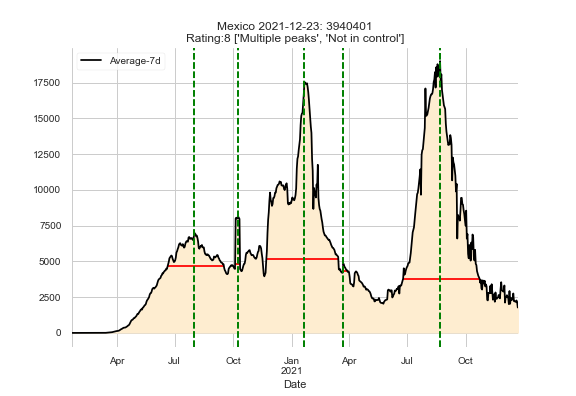 Mexico 2021-12-23: 3940401
Rating:8 ['Multiple peaks', 'Not in control']
Average-7d
17500
15000
12500
10000
7500
5000
2500
0
Apr Jul Oct Jan Apr Jul Oct
2021
Date